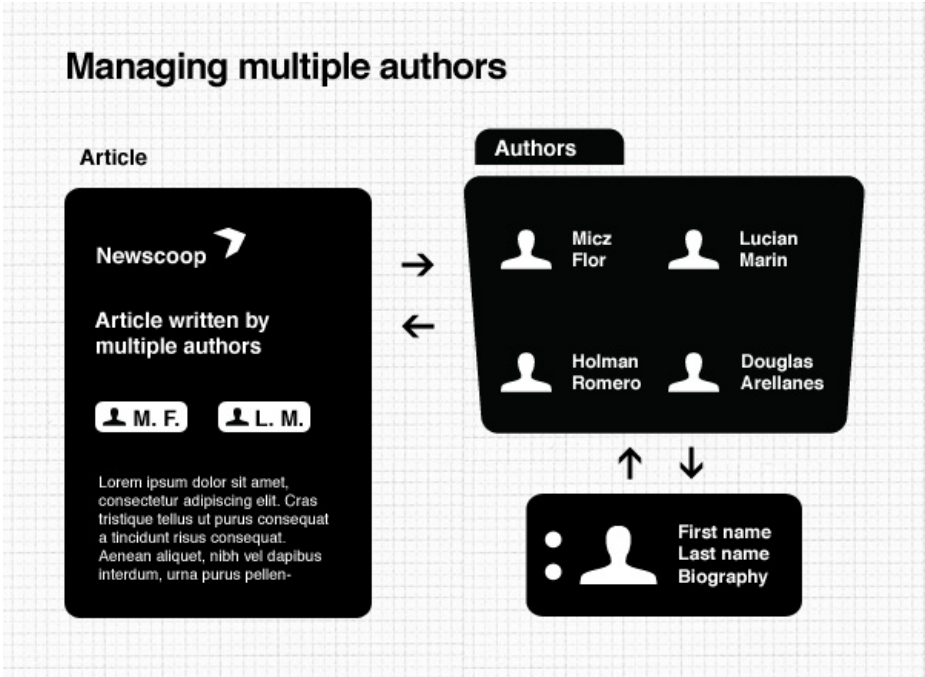 Managing multiple authors
Article
Newscoop
Article written by
multiple authors
M. F.
L. M.
Lorem ipsum dolor sit amet,
consectetur adipiscing elit. Cras
tristique tellus ut purus consequat
a tincidunt risus consequat.
Aenean aliquet, nibh vel dapibus
interdum, urna purus pellen-
Authors
Micz
Flor
Lucian
Marin
Holman
Romero
Douglas
Arellanes
First name
Last name
Biography